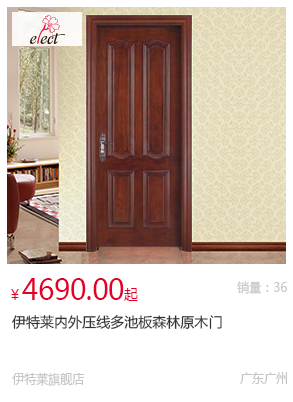 elect
¥ 4690.00起
销量：36
伊特莱内外压线多池板森林原木门
伊特莱旗舰店
广东广州